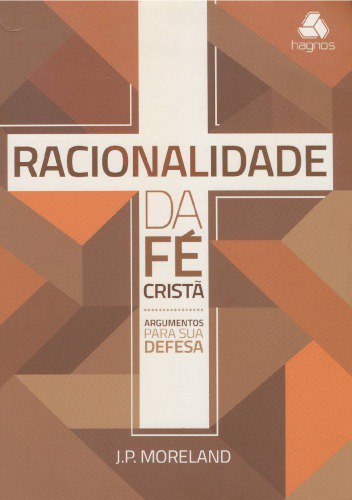 hagnos
RACIONALIDADE
DA
FÉ
CRISTÃ
ARGUMENTOS
PARA SUA
DEFESA
J.P. MORELAND